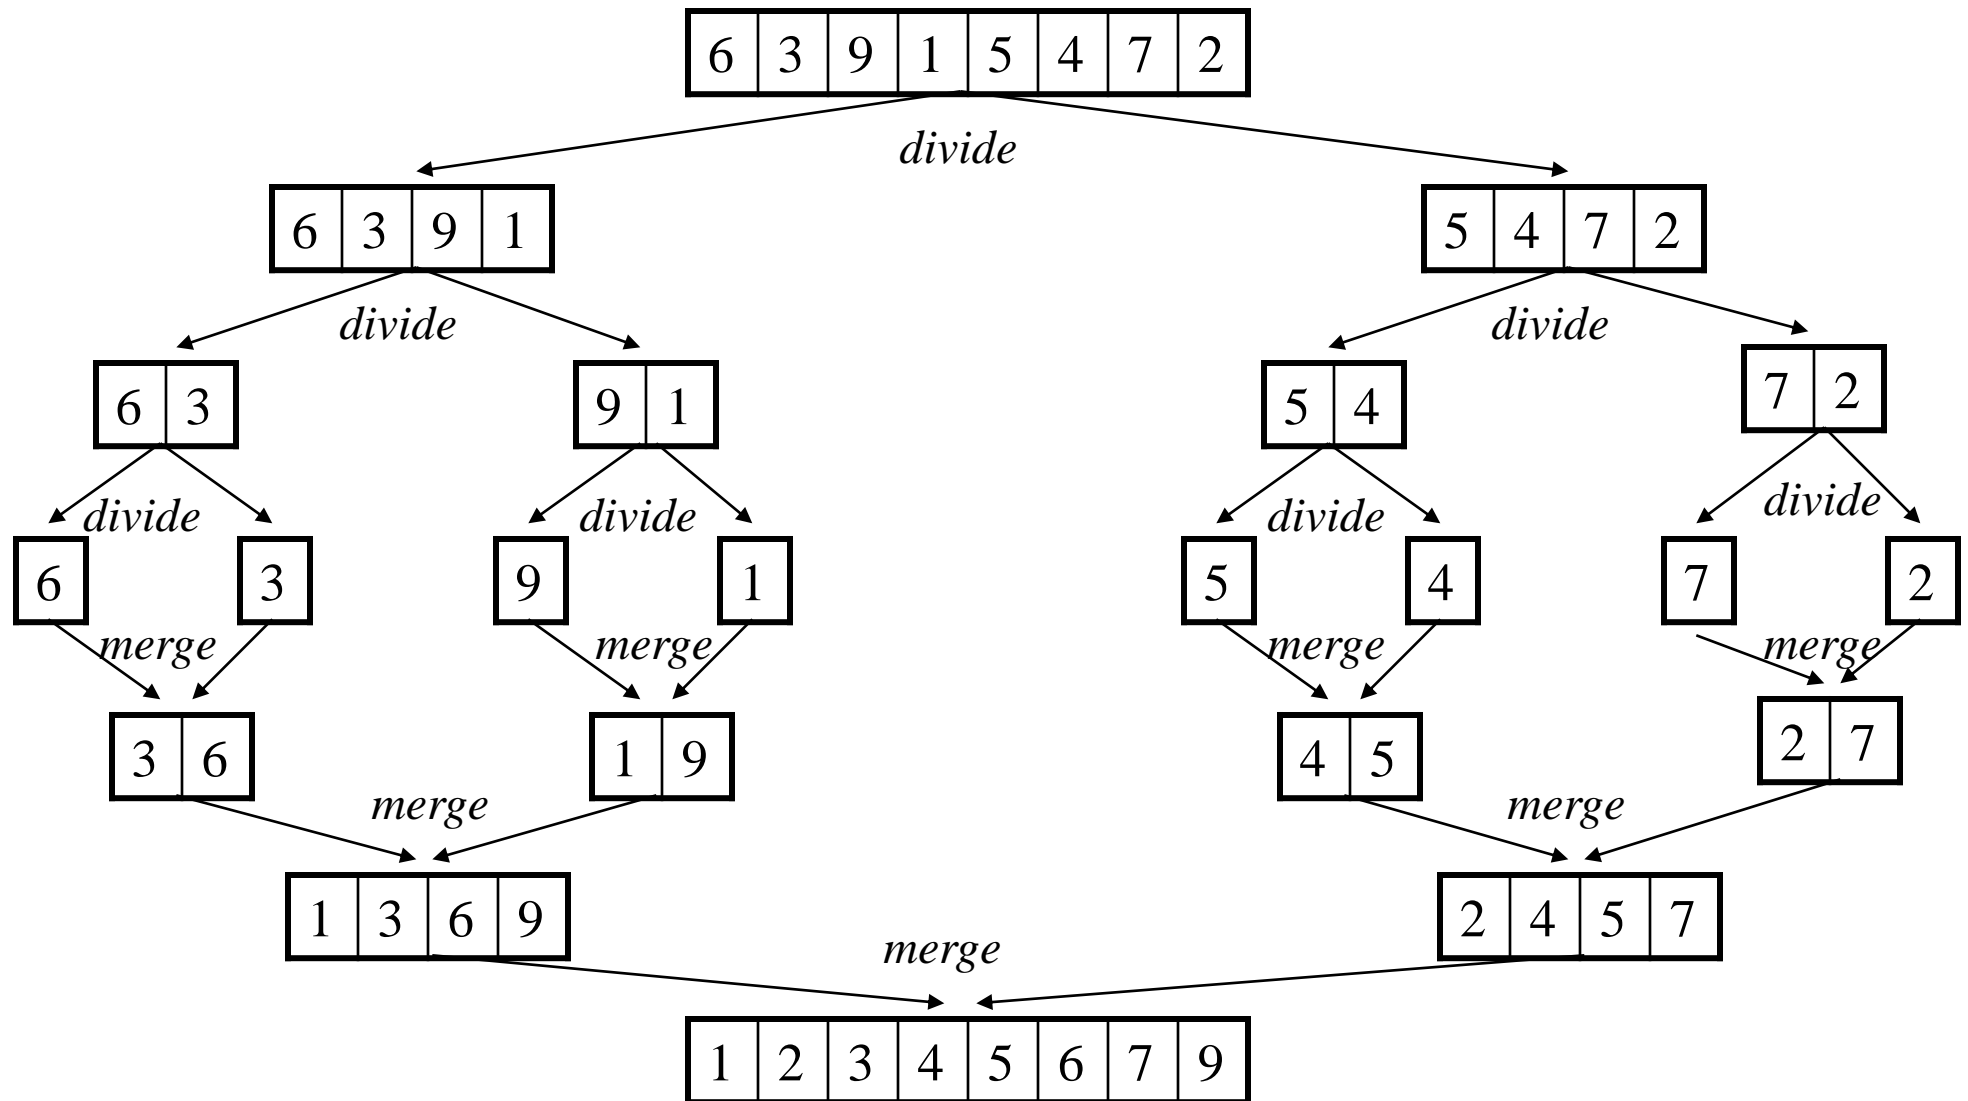 6 3 9 1 5 4 7 2
divide
6 3 9 1 5 4 7 2
divide divide
6 3 9 1 5 4 7 2
divide divide divide divide
6 3 9 1 5 4 7 2
merge merge merge merge
3 6 1 9 4 5 2 7
merge merge
1 3 6 9 2 4 5 7
merge
1 2 3 4 5 6 7 9